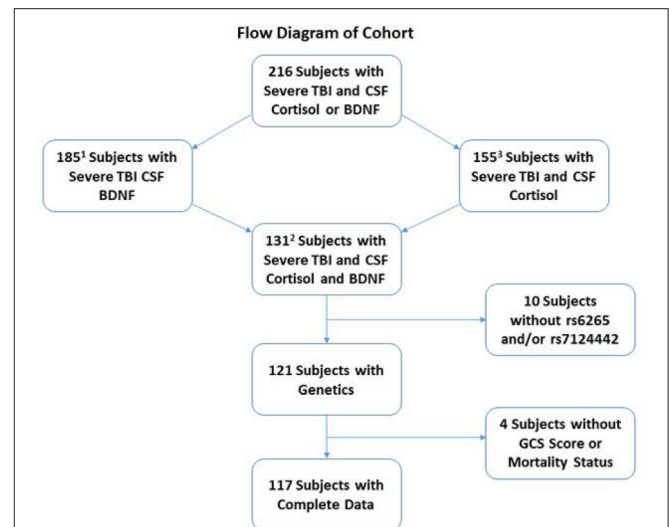 Flow Diagram of Cohort
216 Subjects with
Severe TBI and CSF
Cortisol or BDNF
185¹ Subjects with
Severe TBI CSF
BDNF
155³ Subjects with
Severe TBI and CSF
Cortisol
131² Subjects with
Severe TBI and CSF
Cortisol and BDNF
10 Subjects
without rs6265
and/or rs7124442
121 Subjects with
Genetics
4 Subjects without
GCS Score or
Mortality Status
117 Subjects with
Complete Data